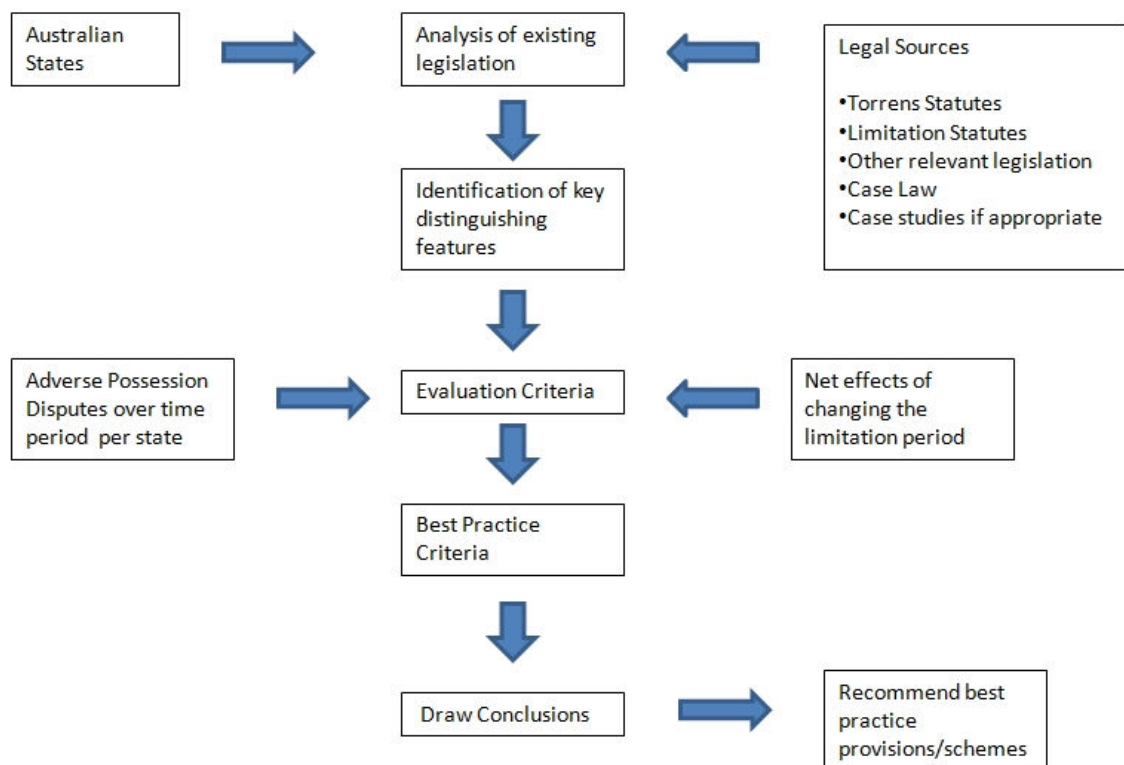 Australian
States
Analysis of existing
legislation
Legal Sources
•Torrens Statutes
•Limitation Statutes
•Other relevant legislation
•Case Law
•Case studies if appropriate
Identification of key
distinguishing
features
Adverse Possession
Disputes over time
period per state
Evaluation Criteria
Net effects of
changing the
limitation period
Best Practice
Criteria
Draw Conclusions
Recommend best
practice
provisions/schemes